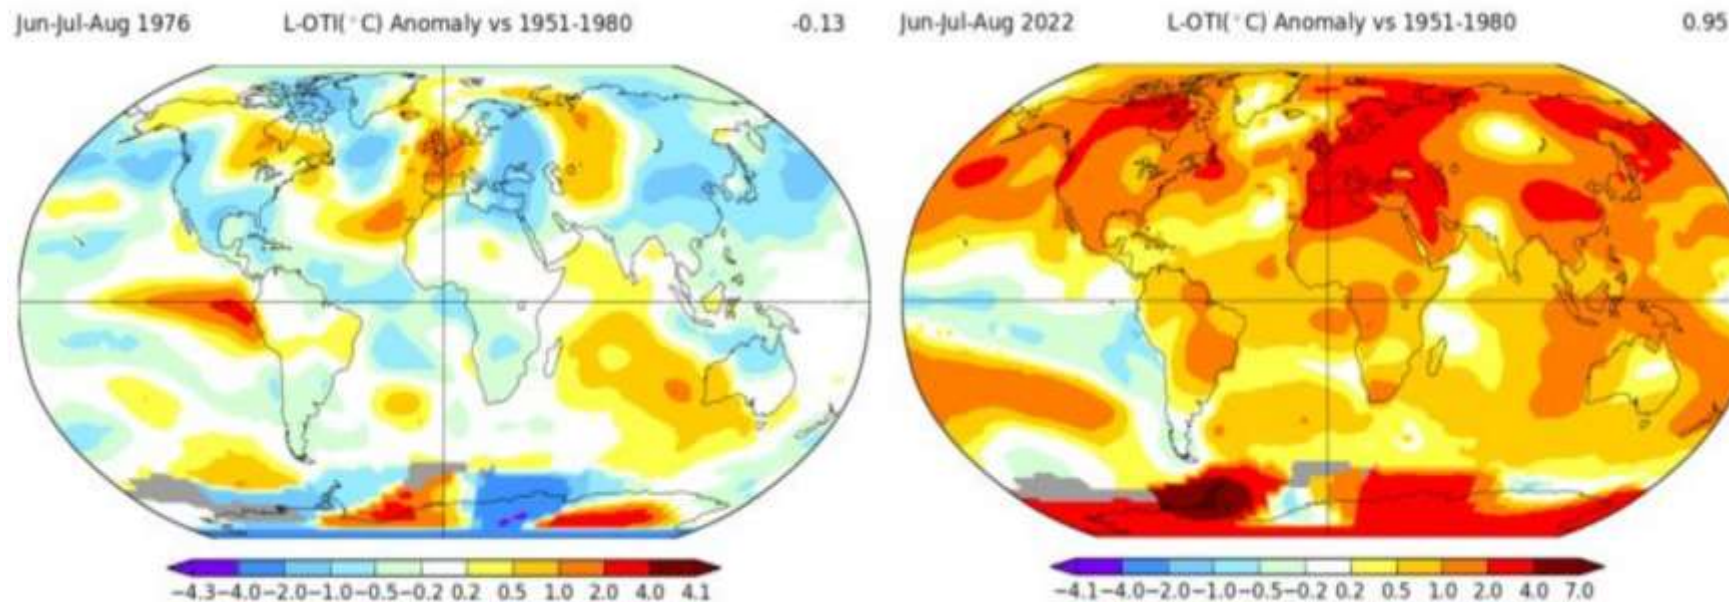 Jun-Jul-Aug 1976 L-OTI(°C) Anomaly vs 1951-1980 -0.13
Jun-Jul-Aug 2022 L-OTI(°C) Anomaly vs 1951-1980 0.95
−4.3 −4.0 −2.0 −1.0 −0.5 −0.2 0.2 0.5 1.0 2.0 4.0 4.1
−4.1 −4.0 −2.0 −1.0 −0.5 −0.2 0.2 0.5 1.0 2.0 4.0 7.0